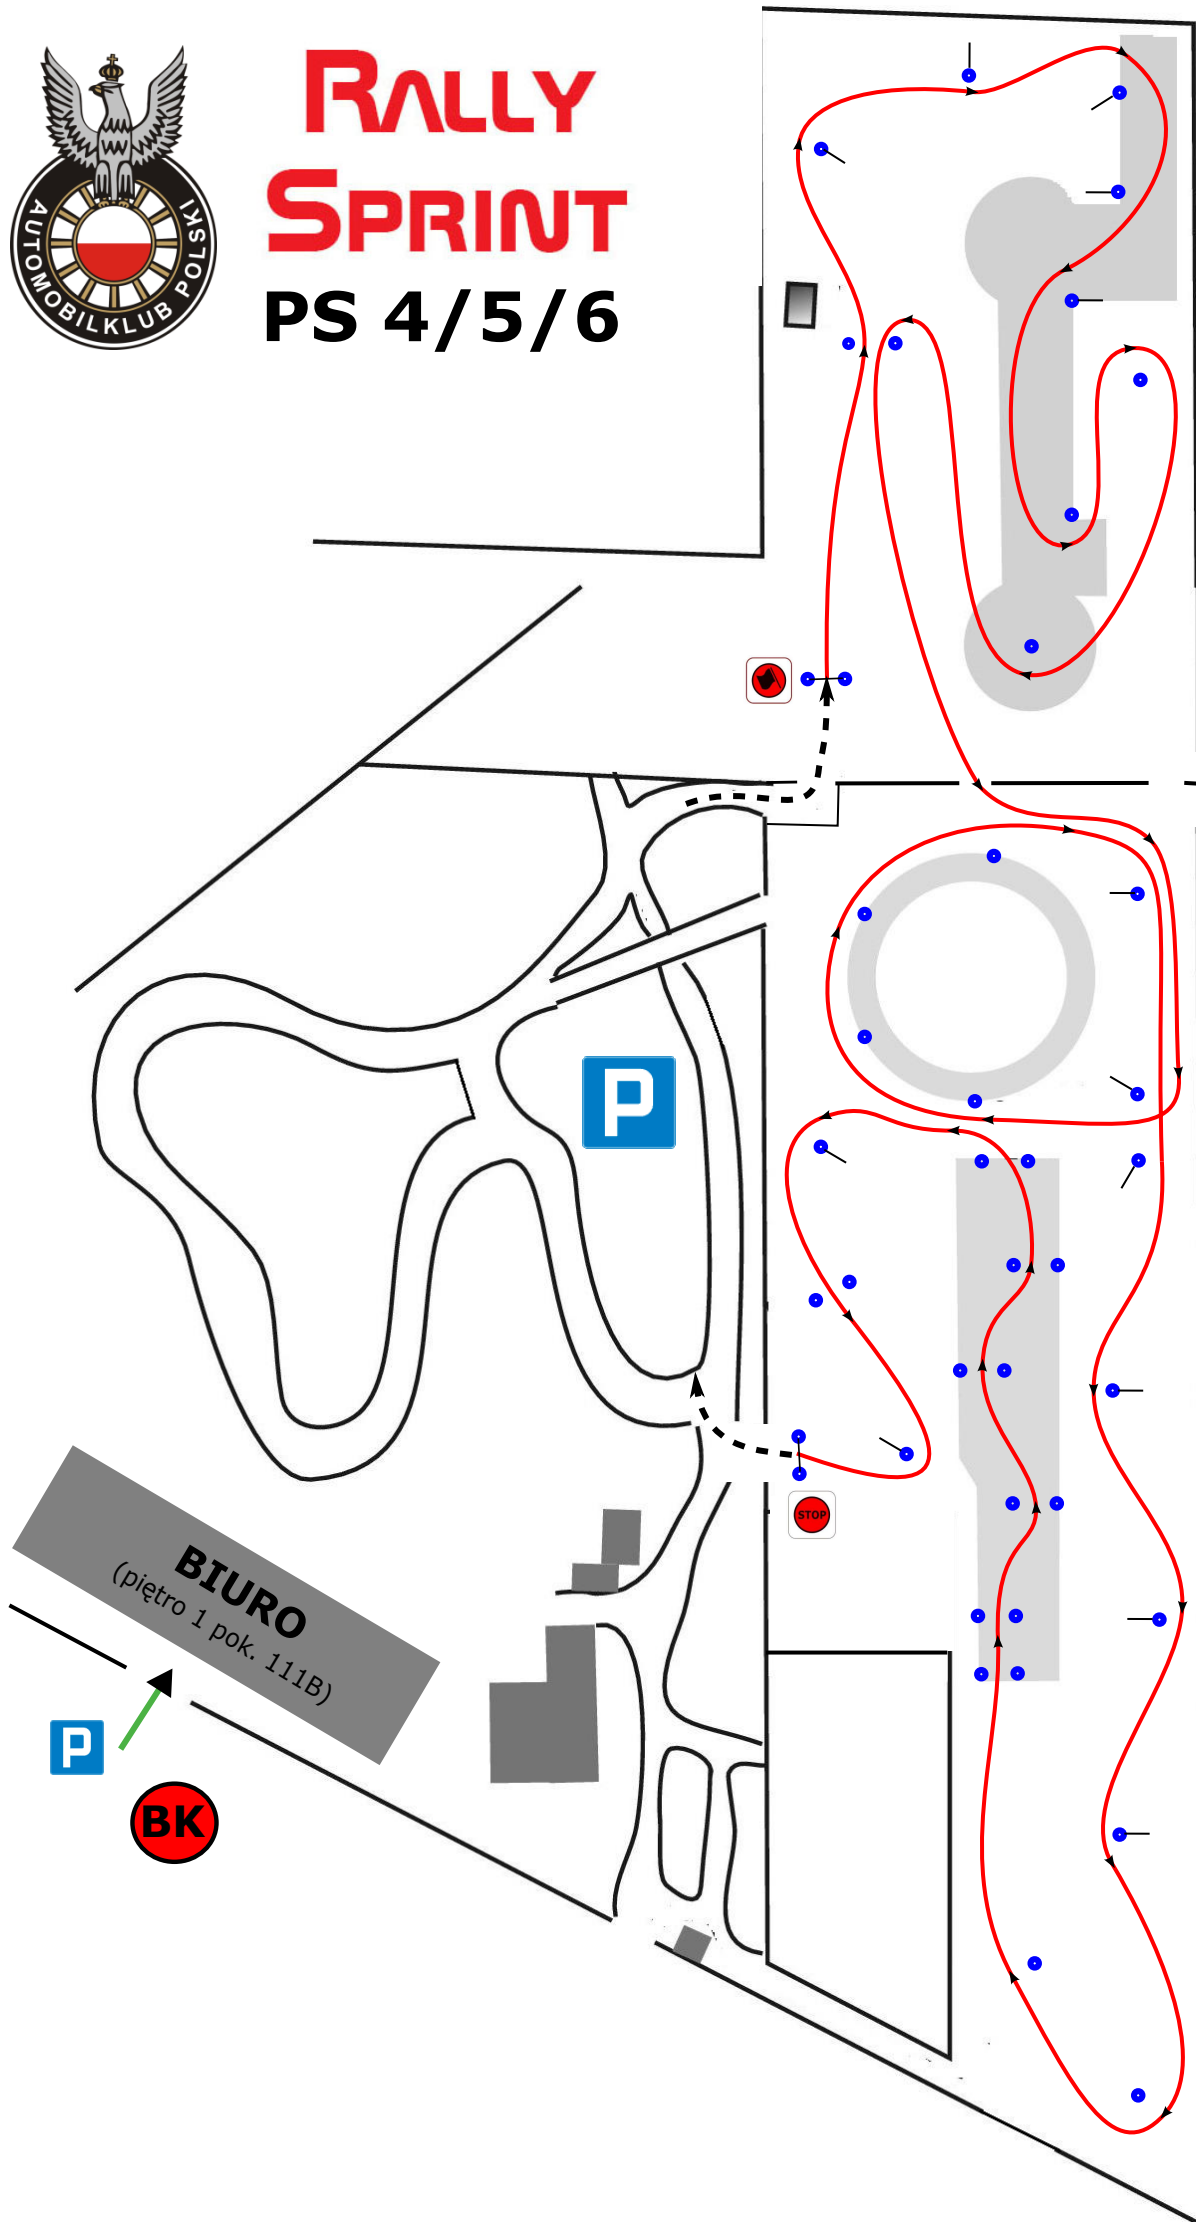 RALLY
SPRINT
PS 4/5/6
AUTOMOBILKLUB POLSKI
P
STOP
BIURO
(piętro 1 pok. 111B)
P
BK